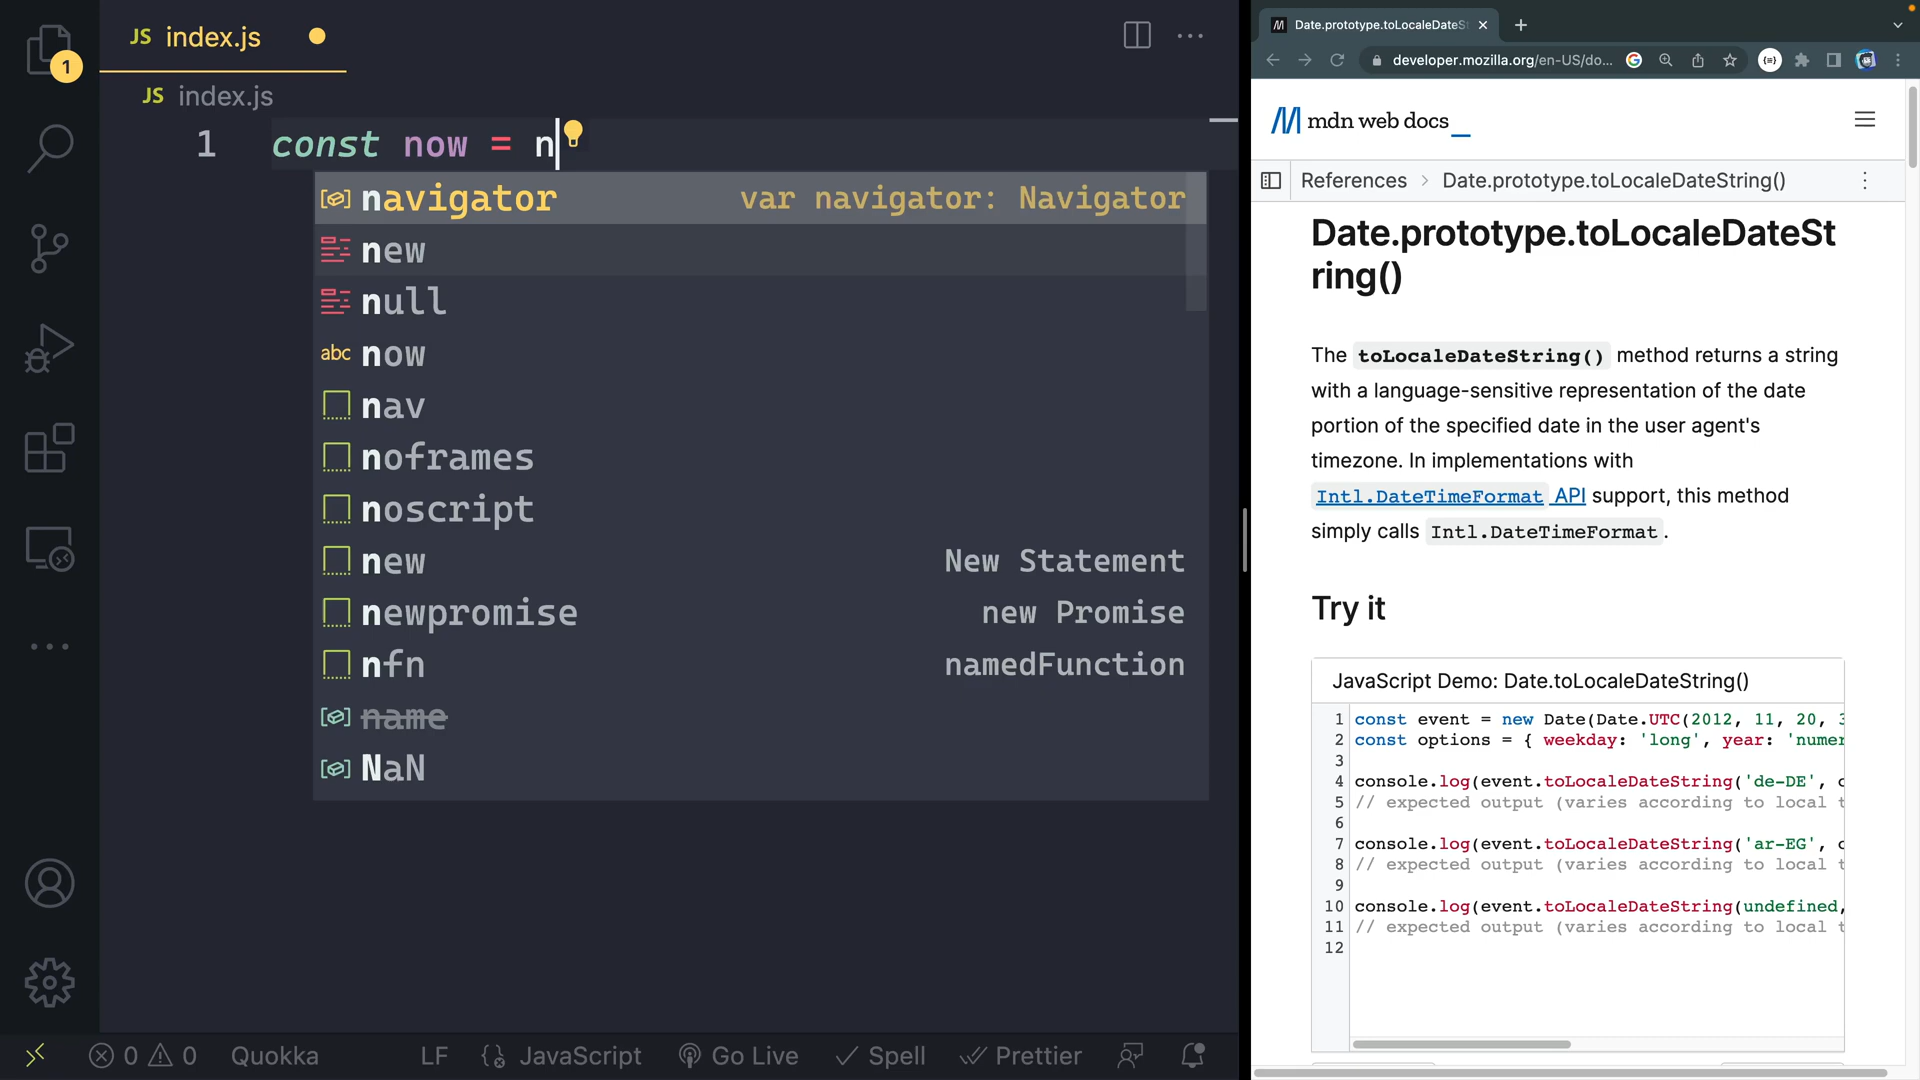 1
JS index.js
JS index.js
1 const now = n
navigator var navigator: Navigator
new
null
abc now
nav
noframes
noscript
new New Statement
newpromise new Promise
nfn namedFunction
name
NaN
0 0 Quokka LF JavaScript Go Live Spell Prettier
Date.prototype.toLocaleDateS
developer.mozilla.org/en-US/do...
mdn web docs_
References > Date.prototype.toLocaleDateString()
Date.prototype.toLocaleDateSt
ring()
The toLocaleDateString() method returns a string
with a language-sensitive representation of the date
portion of the specified date in the user agent's
timezone. In implementations with
Intl.DateTimeFormat API support, this method
simply calls Intl.DateTimeFormat.
Try it
JavaScript Demo: Date.toLocaleDateString()
1 const event = new Date(Date.UTC(2012, 11, 20,
2 const options = { weekday: 'long', year: 'numer
3
4 console.log(event.toLocaleDateString('de-DE',
5 // expected output (varies according to local
6
7 console.log(event.toLocaleDateString('ar-EG',
8 // expected output (varies according to local
9
10 console.log(event.toLocaleDateString(undefined,
11 // expected output (varies according to local
12